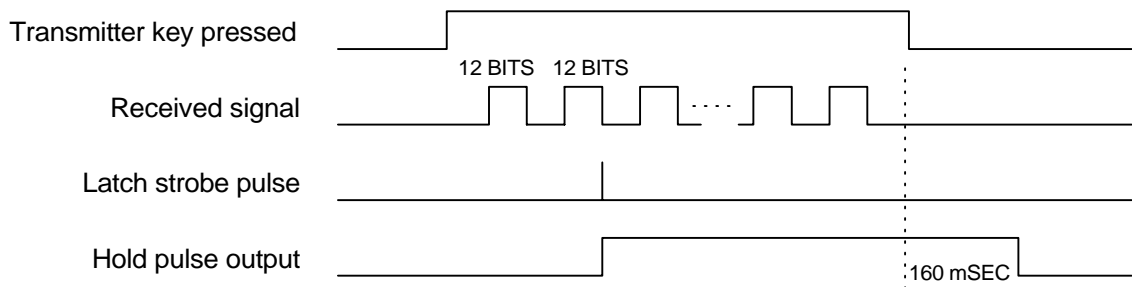 Transmitter key pressed
12 BITS 12 BITS
Received signal
Latch strobe pulse
Hold pulse output
160 mSEC